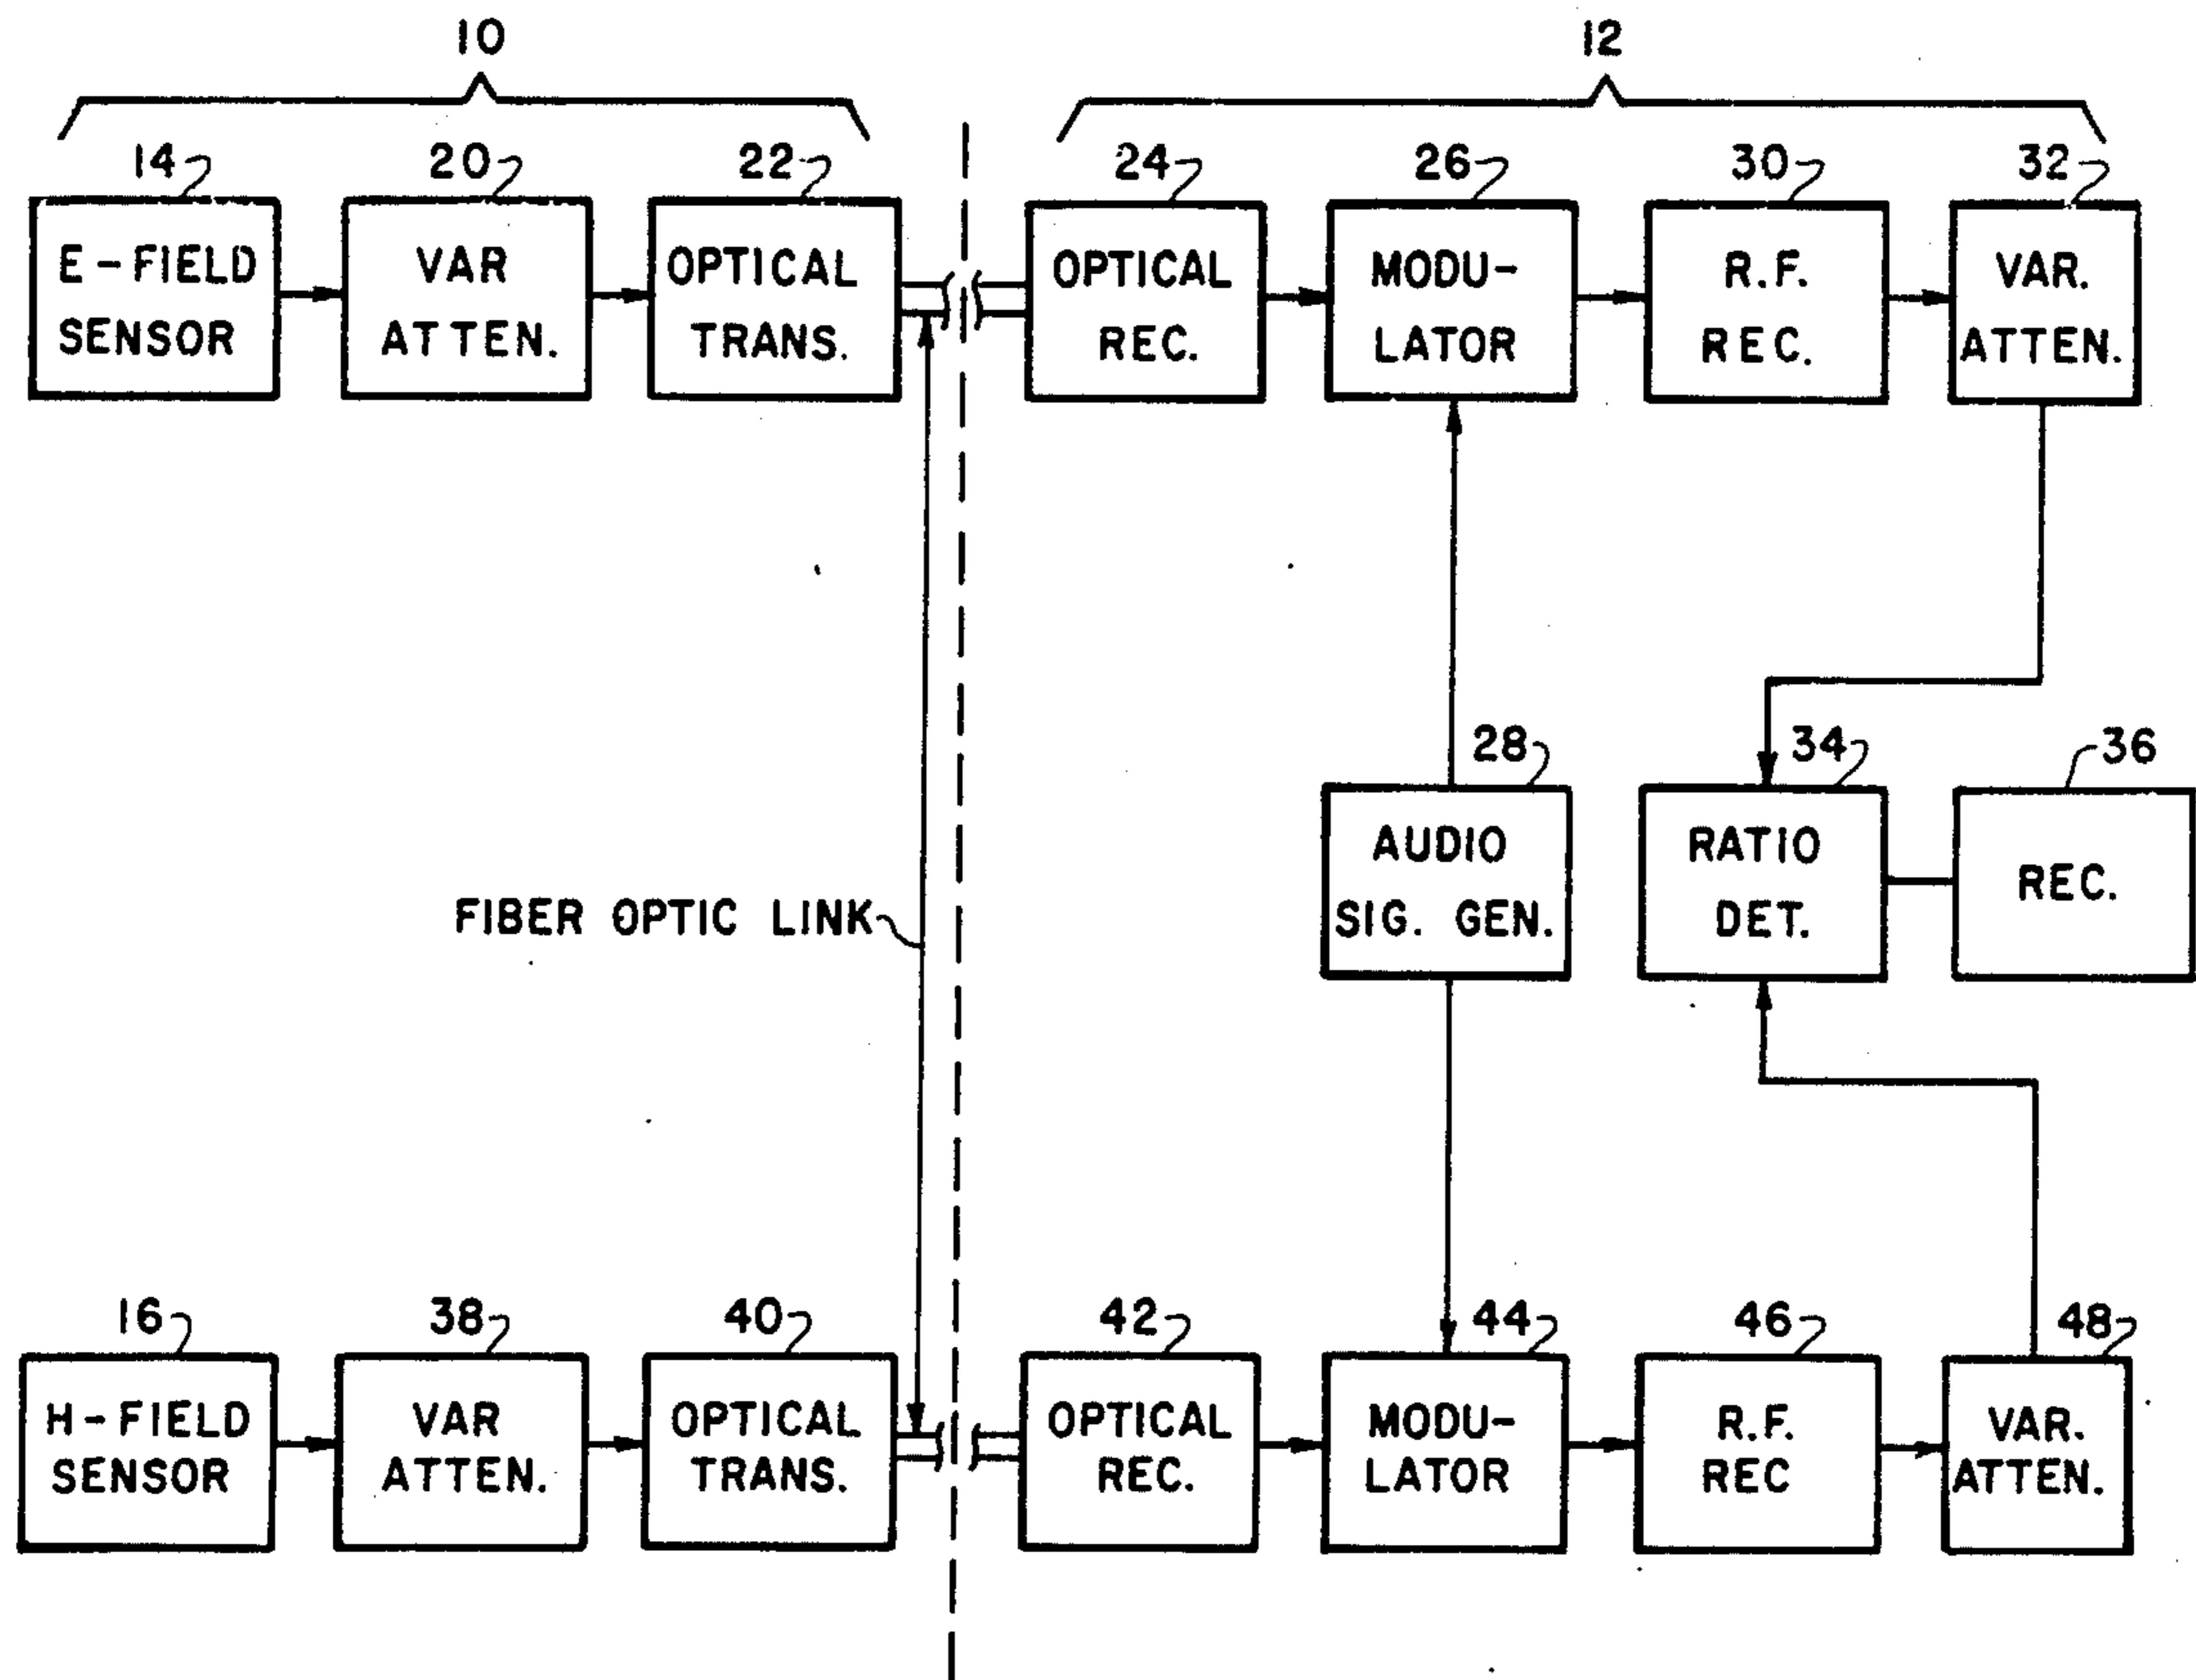 10
12
14
20
22
24
26
30
32
E-FIELD
SENSOR
VAR
ATTEN.
OPTICAL
TRANS.
OPTICAL
REC.
MODU-
LATOR
R.F.
REC.
VAR.
ATTEN.
28
34
36
AUDIO
SIG. GEN.
RATIO
DET.
REC.
FIBER OPTIC LINK
16
38
40
42
44
46
48
H-FIELD
SENSOR
VAR
ATTEN.
OPTICAL
TRANS.
OPTICAL
REC.
MODU-
LATOR
R.F.
REC
VAR.
ATTEN.